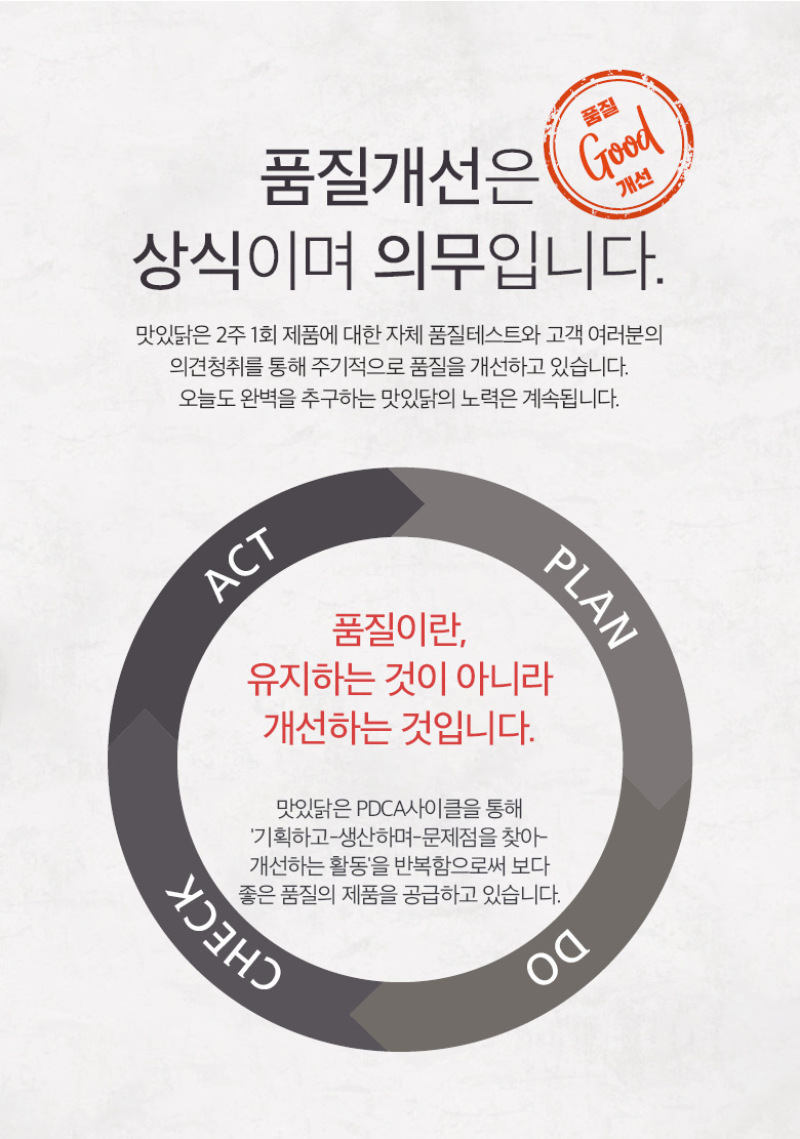 품질
Good
개선
품질개선은
상식이며 의무입니다.
맛있닭은 2주 1회 제품에 대한 자체 품질테스트와 고객 여러분의
의견청취를 통해 주기적으로 품질을 개선하고 있습니다.
오늘도 완벽을 추구하는 맛있닭의 노력은 계속됩니다.
ACT
PLAN
품질이란,
유지하는 것이 아니라
개선하는 것입니다.
맛있닭은 PDCA사이클을 통해
'기획하고-생산하며-문제점을 찾아-
개선하는 활동'을 반복함으로써 보다
좋은 품질의 제품을 공급하고 있습니다.
CHECK
DO